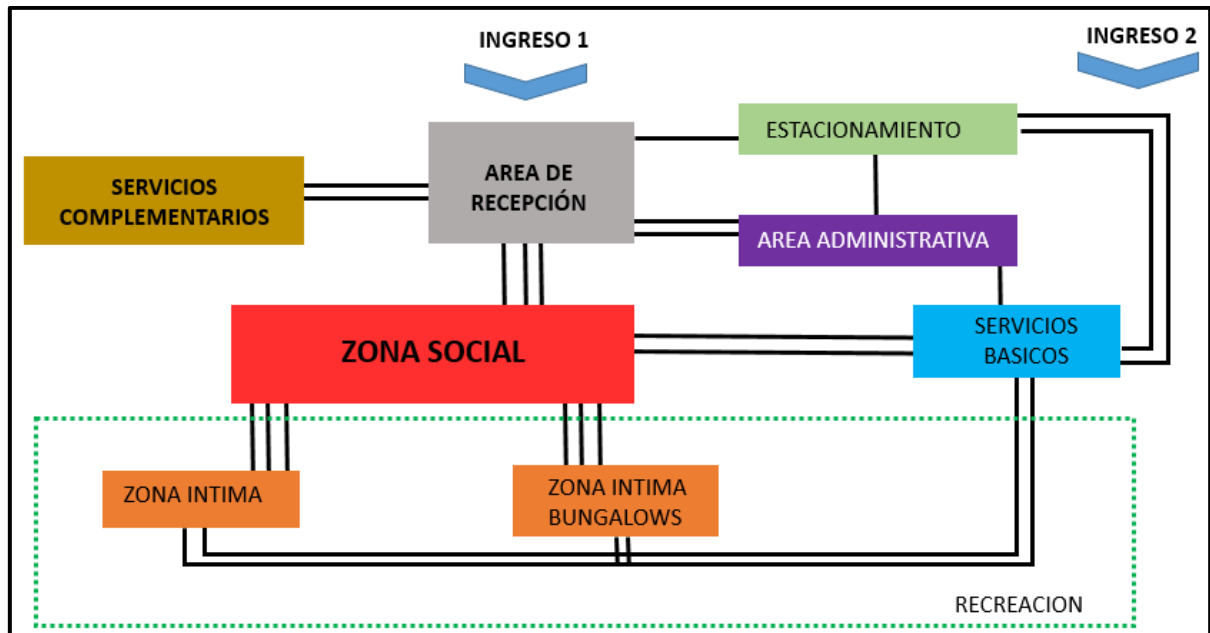 INGRESO 1
INGRESO 2
ESTACIONAMIENTO
AREA DE
RECEPCIÓN
SERVICIOS
COMPLEMENTARIOS
AREA ADMINISTRATIVA
ZONA SOCIAL
SERVICIOS
BASICOS
ZONA INTIMA
ZONA INTIMA
BUNGALOWS
RECREACION